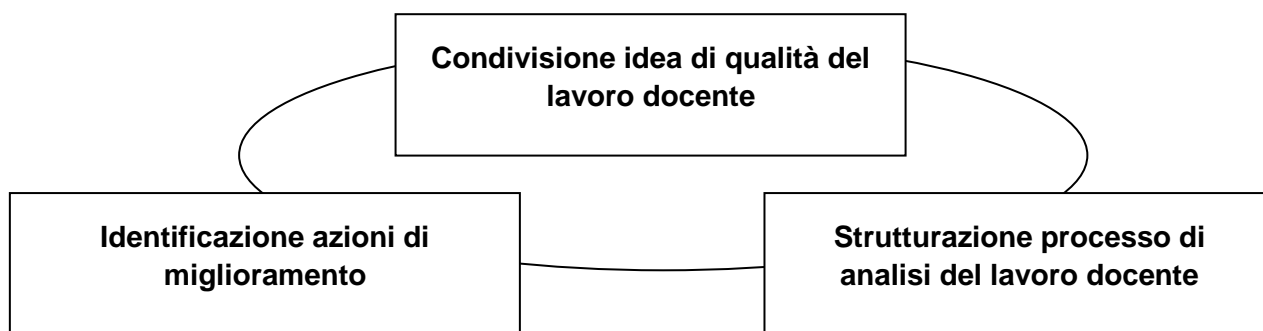 Condivisione idea di qualità del
lavoro docente
Identificazione azioni di
miglioramento
Strutturazione processo di
analisi del lavoro docente